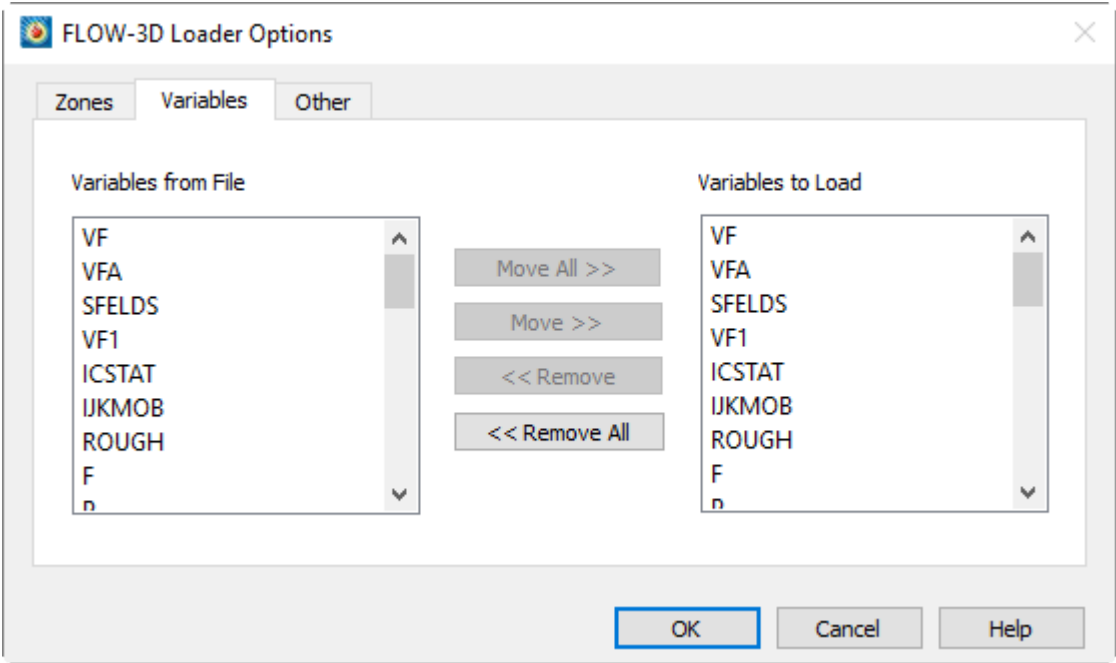 FLOW-3D Loader Options
Zones Variables Other
Variables from File
VF
VFA
SFELDS
VF1
ICSTAT
IJKMOB
ROUGH
F
Move All >>
Move >>
<< Remove
<< Remove All
Variables to Load
VF
VFA
SFELDS
VF1
ICSTAT
IJKMOB
ROUGH
F
OK Cancel Help